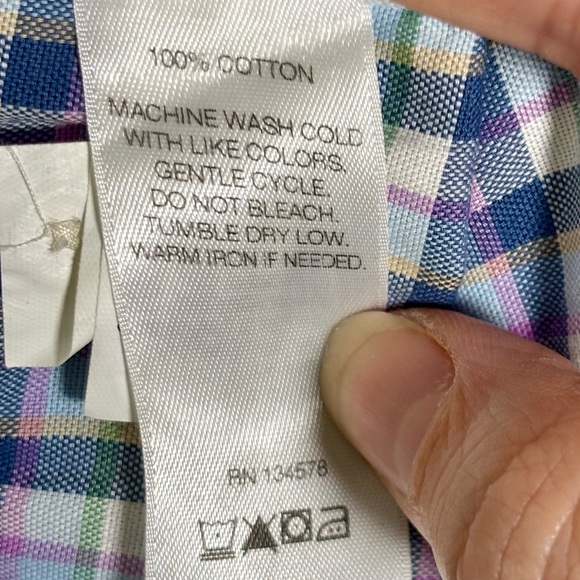 100% COTTON
MACHINE WASH COLD
WITH LIKE COLORS.
GENTLE CYCLE.
DO NOT BLEACH.
TUMBLE DRY LOW.
WARM IRON IF NEEDED.
RN 134578